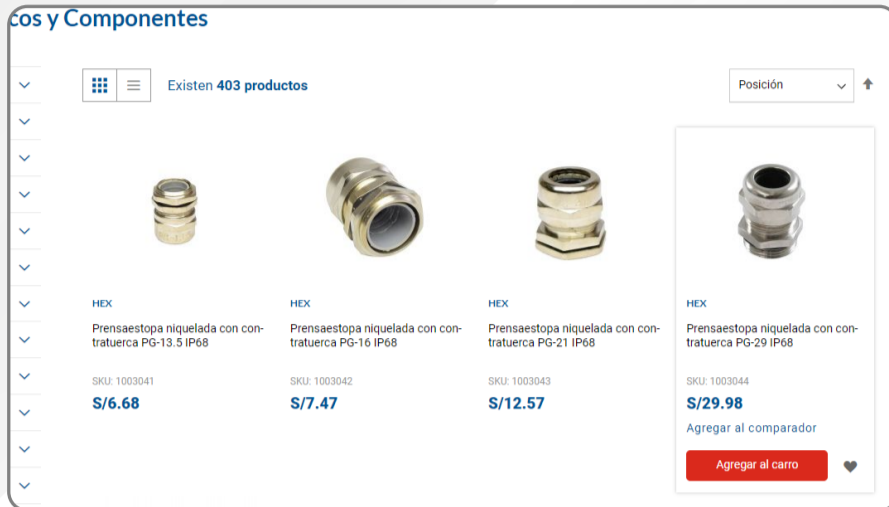 cos y Componentes
Existen 403 productos
Posición
HEX
Prensaestopa niquelada con con-
tratuerca PG-13.5 IP68
SKU: 1003041
S/6.68
HEX
Prensaestopa niquelada con con-
tratuerca PG-16 IP68
SKU: 1003042
S/7.47
HEX
Prensaestopa niquelada con con-
tratuerca PG-21 IP68
SKU: 1003043
S/12.57
HEX
Prensaestopa niquelada con con-
tratuerca PG-29 IP68
SKU: 1003044
S/29.98
Agregar al comparador
Agregar al carro